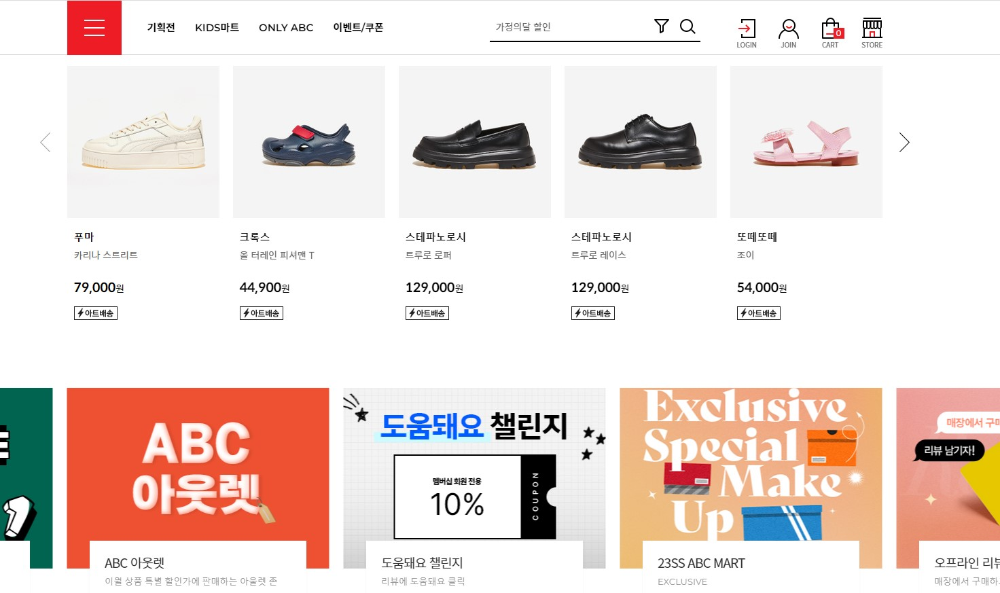 기획전 KIDS마트 ONLY ABC 이벤트/쿠폰
가정의달 할인
LOGIN JOIN 0 CART STORE
푸마
카리나 스트리트
79,000원
아트배송
크록스
올 터레인 피셔맨 T
44,900원
아트배송
스테파노로시
트루로 로퍼
129,000원
아트배송
스테파노로시
트루로 레이스
129,000원
아트배송
또떼또떼
조이
54,000원
아트배송
ABC
아웃렛
ABC 아웃렛
이월 상품 특별 할인가에 판매하는 아울렛 존
도움돼요 챌린지
멤버십 회원 전용
10%
COUPON
도움돼요 챌린지
리뷰에 도움돼요 클릭
Exclusive
Special
Make
Up
23SS ABC MART
EXCLUSIVE
매장에서 구매
리뷰 남기자!
오프라인 리뷰
매장에서 구매하..